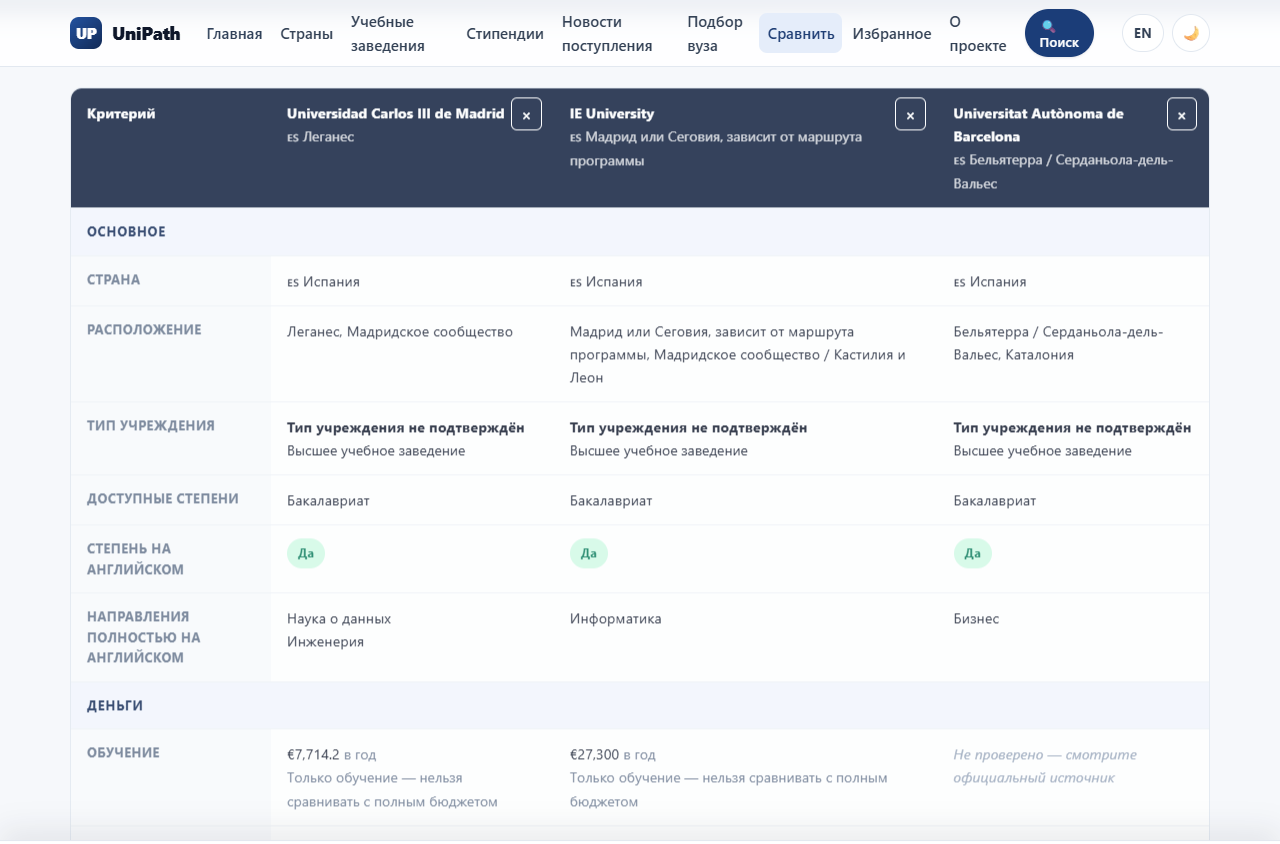 UP UniPath
Главная
Страны
Учебные
заведения
Стипендии
Новости
поступления
Подбор
вуза
Сравнить
Избранное
О
проекте
Поиск
EN
Критерий
Universidad Carlos III de Madrid ×
ES Леганес
IE University ×
ES Мадрид или Сеговия, зависит от маршрута
программы
Universitat Autònoma de ×
Barcelona
ES Бельятерра / Серданьола-дель-
Вальес
ОСНОВНОЕ
СТРАНА
ES Испания
ES Испания
ES Испания
РАСПОЛОЖЕНИЕ
Леганес, Мадридское сообщество
Мадрид или Сеговия, зависит от маршрута
программы, Мадридское сообщество / Кастилия и
Леон
Бельятерра / Серданьола-дель-
Вальес, Каталония
ТИП УЧРЕЖДЕНИЯ
Тип учреждения не подтверждён
Высшее учебное заведение
Тип учреждения не подтверждён
Высшее учебное заведение
Тип учреждения не подтверждён
Высшее учебное заведение
ДОСТУПНЫЕ СТЕПЕНИ
Бакалавриат
Бакалавриат
Бакалавриат
СТЕПЕНЬ НА
АНГЛИЙСКОМ
Да
Да
Да
НАПРАВЛЕНИЯ
ПОЛНОСТЬЮ НА
АНГЛИЙСКОМ
Наука о данных
Инженерия
Информатика
Бизнес
ДЕНЬГИ
ОБУЧЕНИЕ
€7,714.2 в год
Только обучение — нельзя
сравнивать с полным бюджетом
€27,300 в год
Только обучение — нельзя сравнивать с полным
бюджетом
Не проверено — смотрите
официальный источник